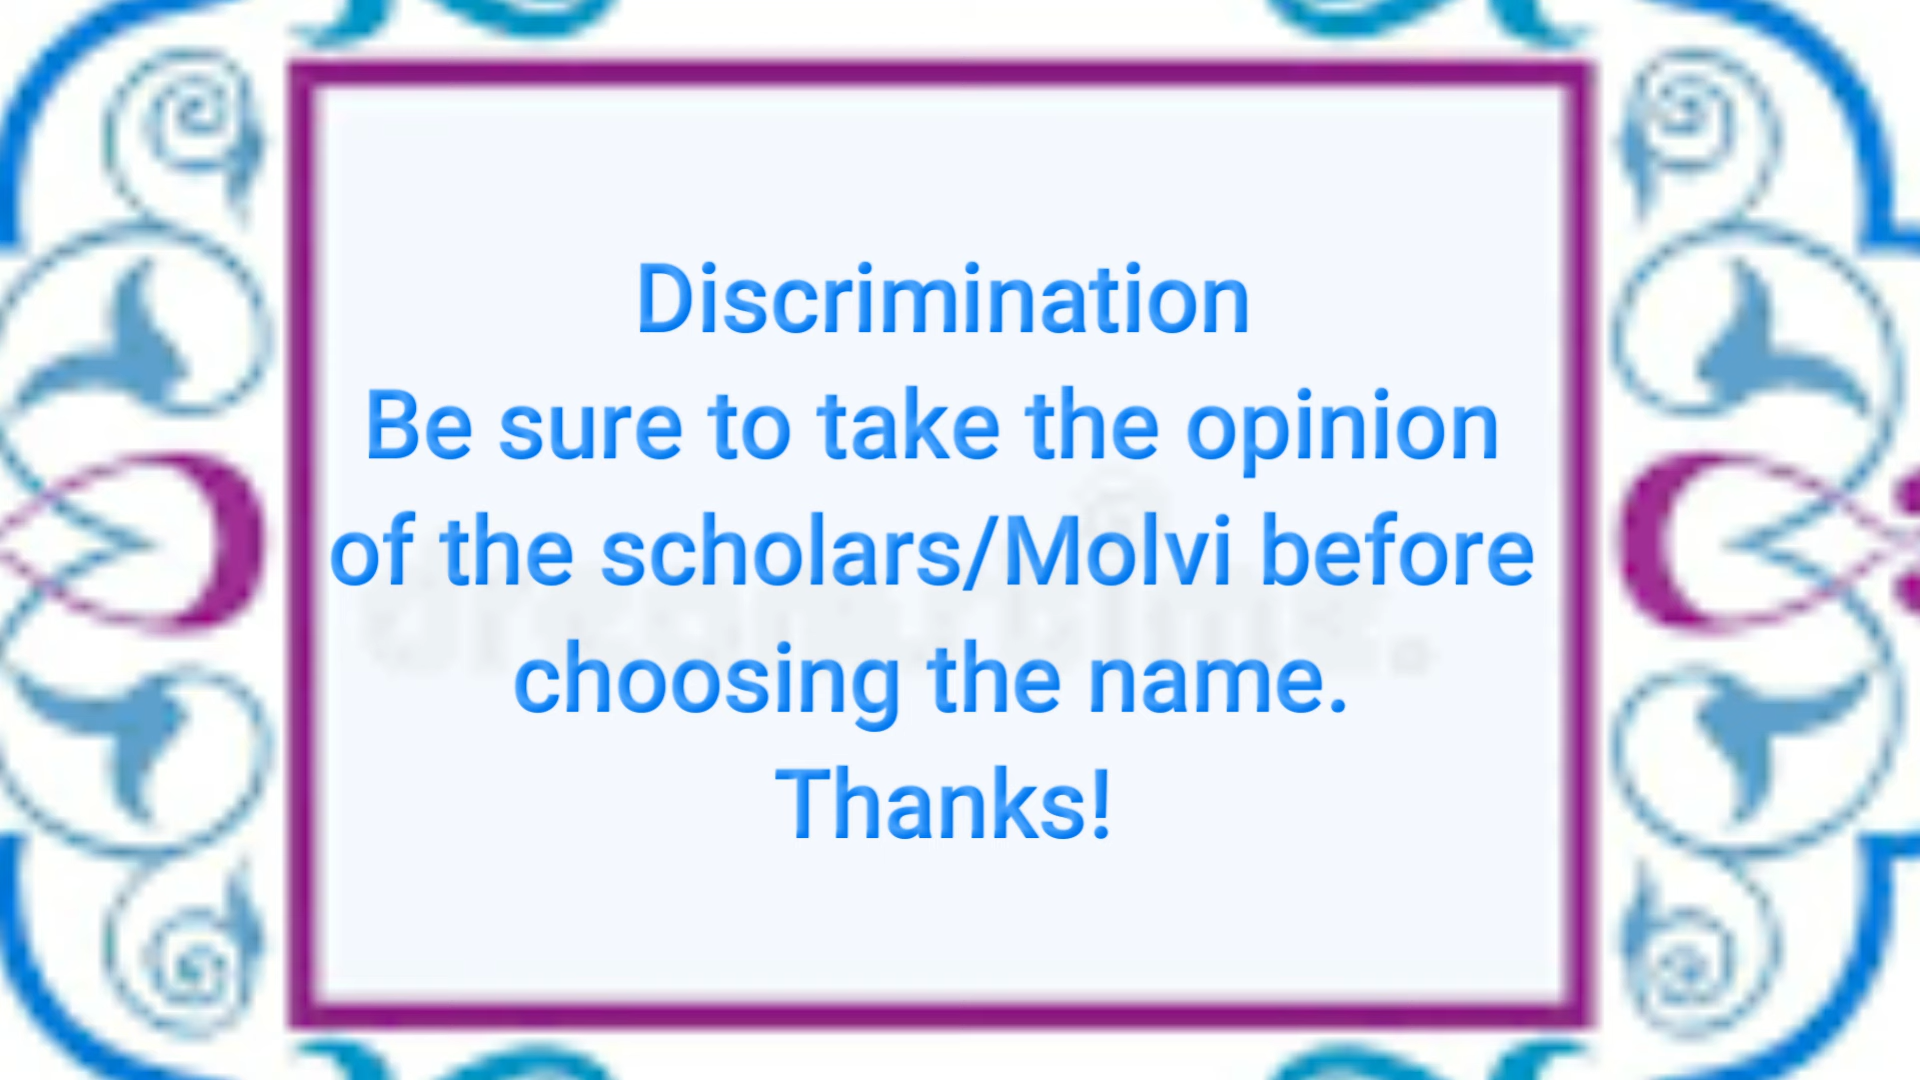 Discrimination
Be sure to take the opinion
of the scholars/Molvi before
choosing the name.
Thanks!